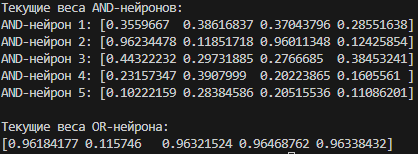 Текущие веса AND-нейронов:
AND-нейрон 1: [0.3559667  0.38616837 0.37043796 0.28551638]
AND-нейрон 2: [0.96234478 0.11851718 0.96011348 0.12425854]
AND-нейрон 3: [0.44322232 0.29731885 0.2766685  0.38453241]
AND-нейрон 4: [0.23157347 0.3907999  0.20223865 0.1605561 ]
AND-нейрон 5: [0.10222159 0.28384586 0.20515536 0.11086201]

Текущие веса OR-нейрона:
[0.96184177 0.115746   0.96321524 0.96468762 0.96338432]